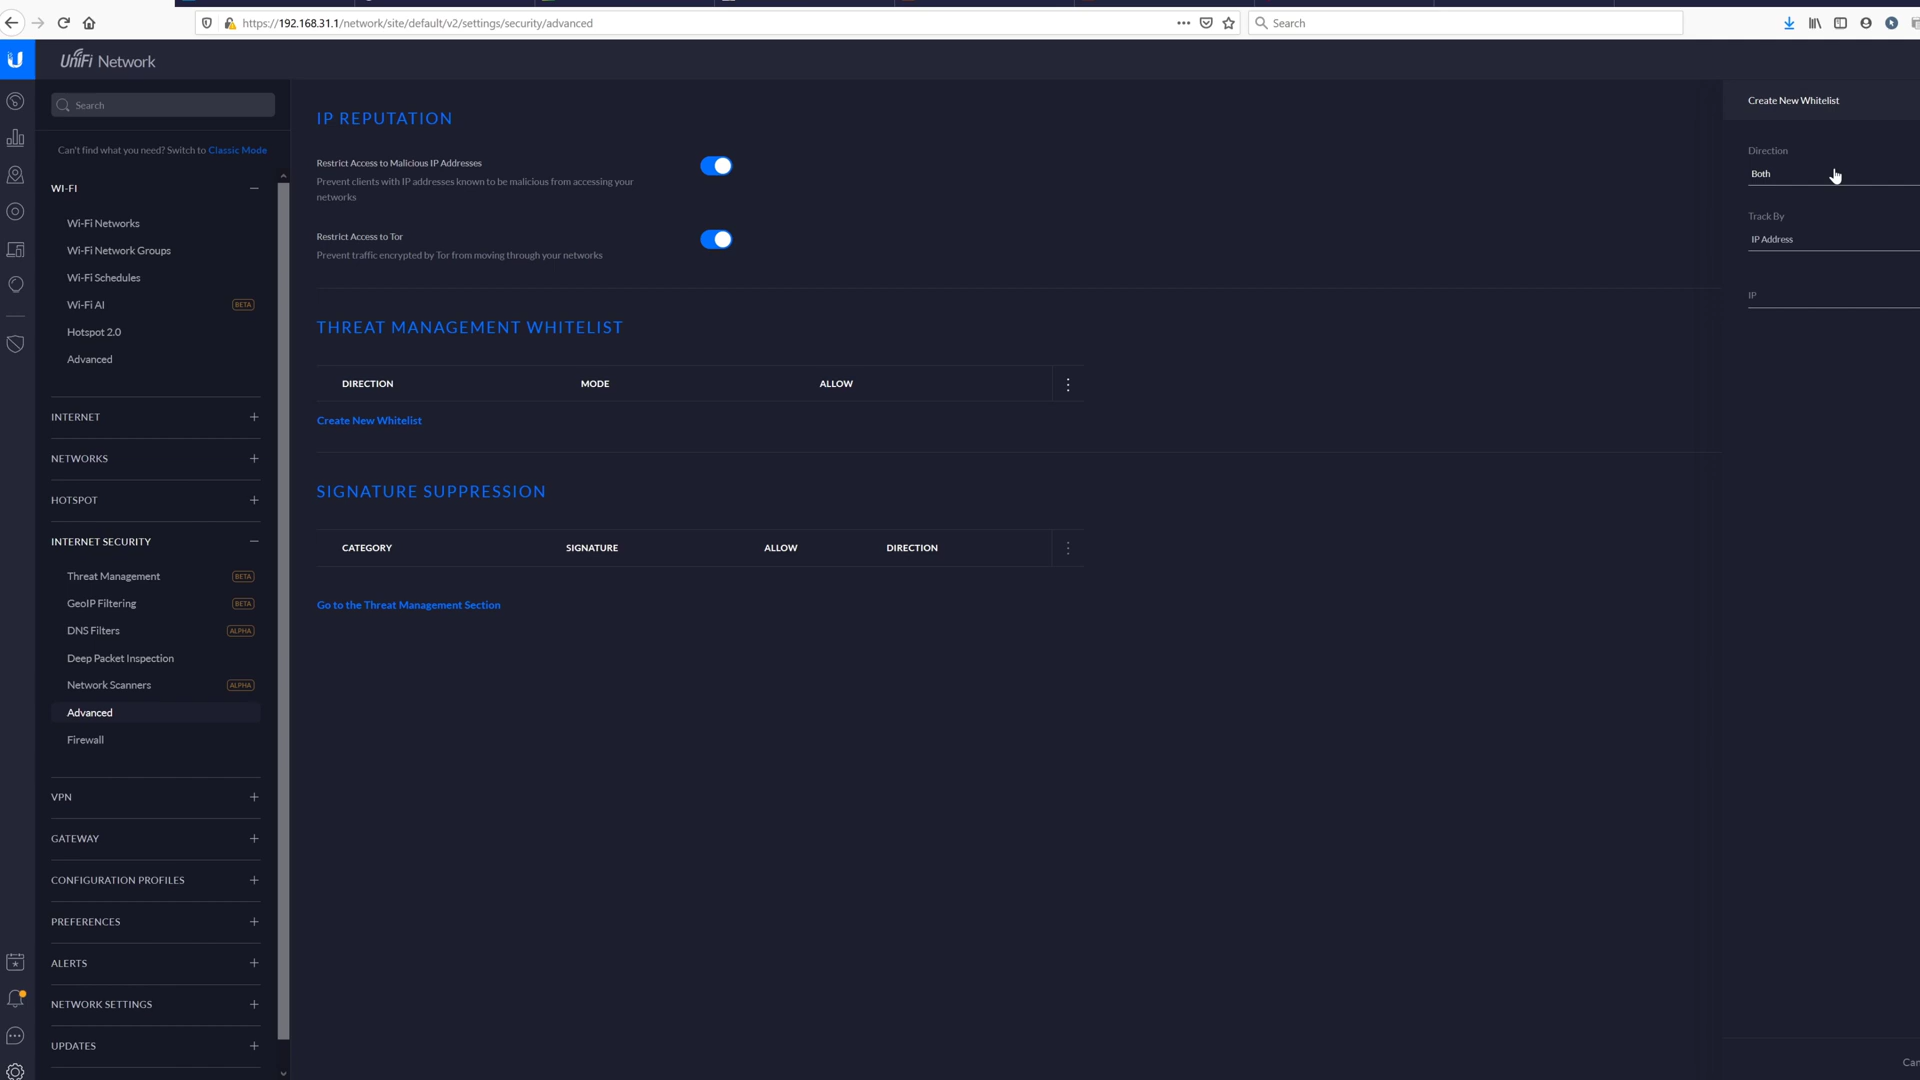 https://192.168.31.1/network/site/default/v2/settings/security/advanced
Search
UniFi Network
Search
Can't find what you need? Switch to Classic Mode
WI-FI
Wi-Fi Networks
Wi-Fi Network Groups
Wi-Fi Schedules
Wi-Fi AI BETA
Hotspot 2.0
Advanced
INTERNET
NETWORKS
HOTSPOT
INTERNET SECURITY
Threat Management BETA
GeoIP Filtering BETA
DNS Filters ALPHA
Deep Packet Inspection
Network Scanners ALPHA
Advanced
Firewall
VPN
GATEWAY
CONFIGURATION PROFILES
PREFERENCES
ALERTS
NETWORK SETTINGS
UPDATES
IP REPUTATION
Restrict Access to Malicious IP Addresses
Prevent clients with IP addresses known to be malicious from accessing your
networks
Restrict Access to Tor
Prevent traffic encrypted by Tor from moving through your networks
THREAT MANAGEMENT WHITELIST
DIRECTION MODE ALLOW
Create New Whitelist
SIGNATURE SUPPRESSION
CATEGORY SIGNATURE ALLOW DIRECTION
Go to the Threat Management Section
Create New Whitelist
Direction
Both
Track By
IP Address
IP